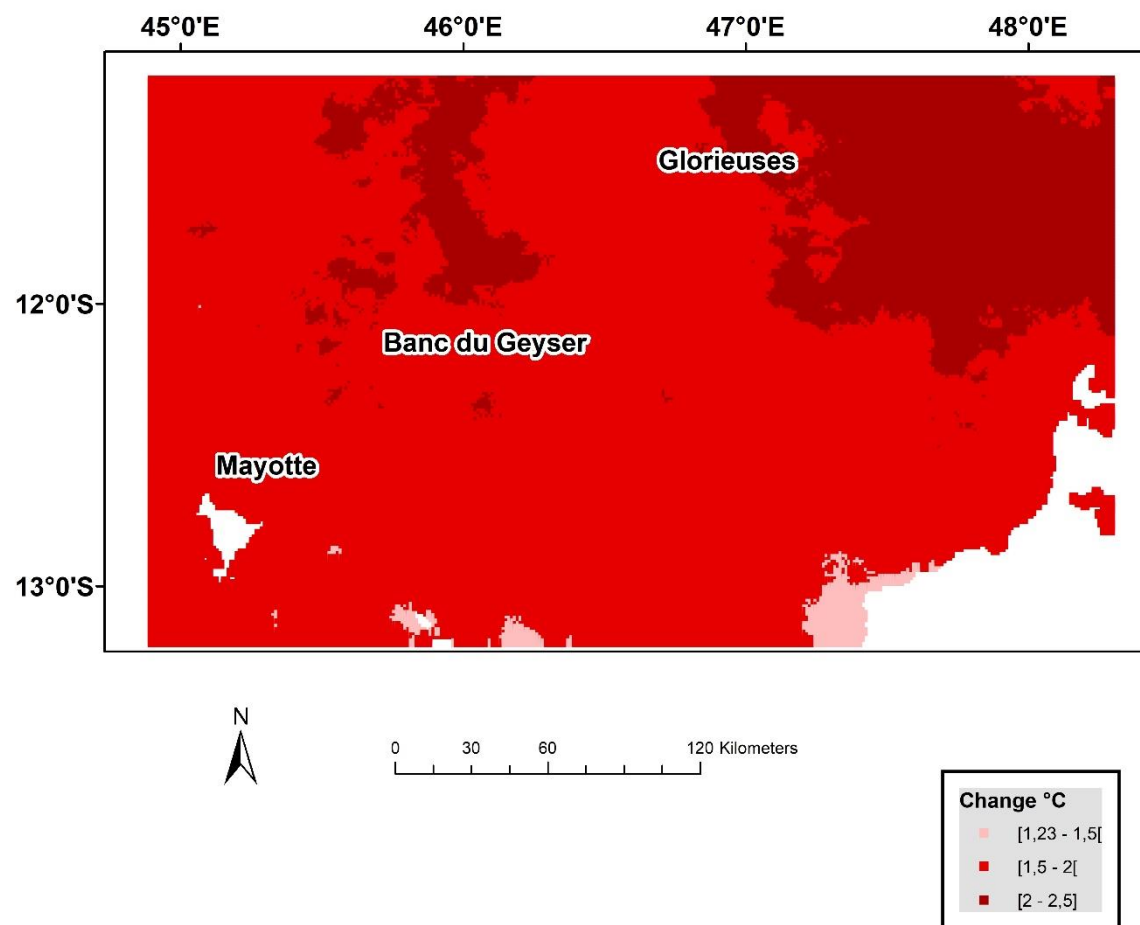 45°0'E 46°0'E 47°0'E 48°0'E
Glorieuses
12°0'S
Banc du Geyser
Mayotte
13°0'S
N
0 30 60 120 Kilometers
Change °C
[1,23 - 1,5[
[1,5 - 2[
[2 - 2,5]